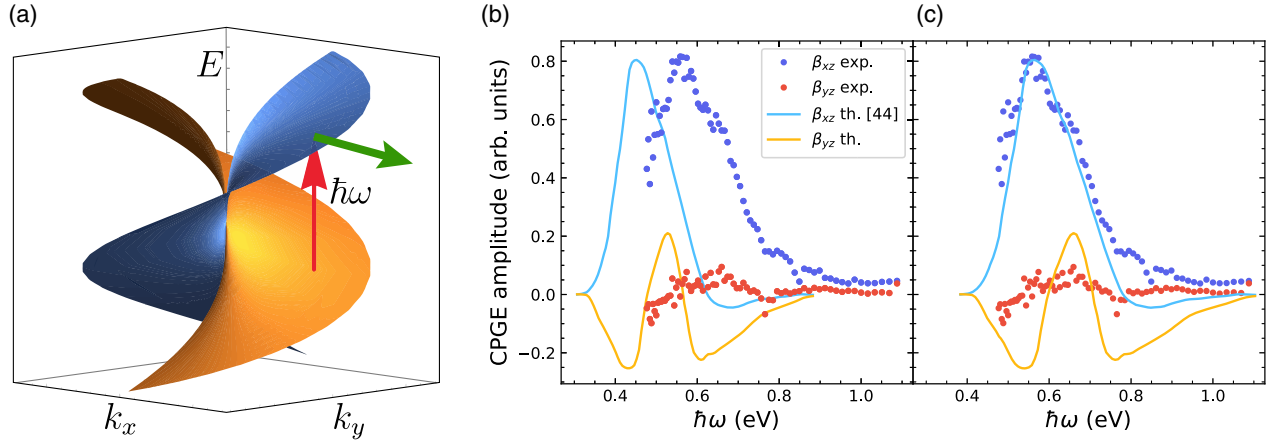 (a)
E
ħω
k_x
k_y
(b)
(c)
CPGE amplitude (arb. units)
0.8
0.6
0.4
0.2
0.0
−0.2
β_xz exp.
β_yz exp.
β_xz th. [44]
β_yz th.
0.4 0.6 0.8 1.0
ħω (eV)
0.4 0.6 0.8 1.0
ħω (eV)